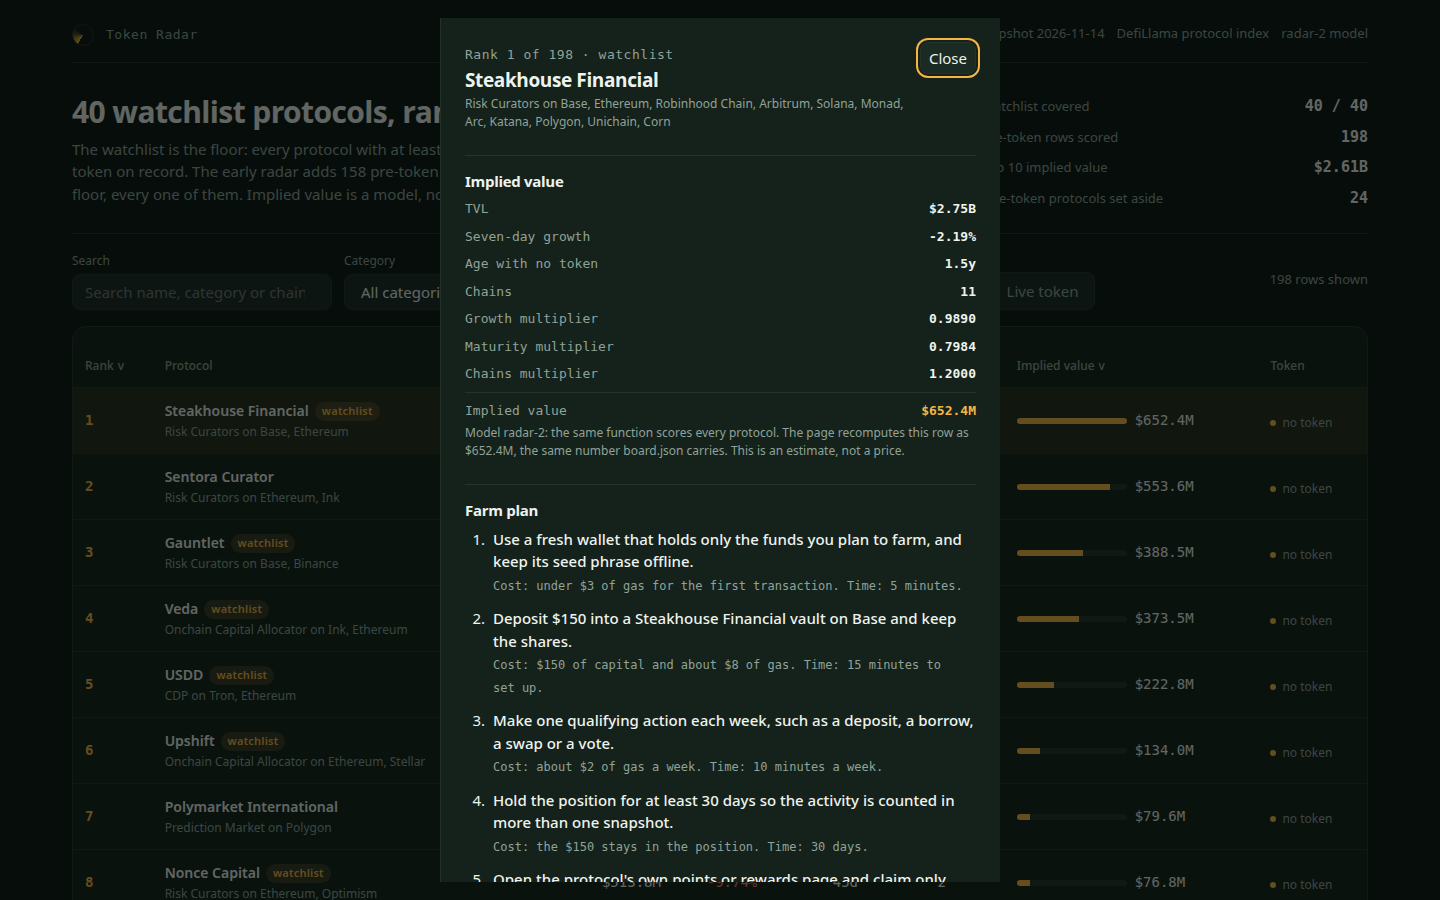 Token Radar
pshot 2026-11-14 DefiLlama protocol index radar-2 model
40 watchlist protocols, rar
The watchlist is the floor: every protocol with at least
token on record. The early radar adds 158 pre-token
floor, every one of them. Implied value is a model, no
tchlist covered 40 / 40
e-token rows scored 198
p 10 implied value $2.61B
e-token protocols set aside 24
Search
Category
Search name, category or chain
All categori
Live token
198 rows shown
Rank v Protocol Implied value v Token
1 Steakhouse Financial watchlist $652.4M no token
Risk Curators on Base, Ethereum
2 Sentora Curator $553.6M no token
Risk Curators on Ethereum, Ink
3 Gauntlet watchlist $388.5M no token
Risk Curators on Base, Binance
4 Veda watchlist $373.5M no token
Onchain Capital Allocator on Ink, Ethereum
5 USDD watchlist $222.8M no token
CDP on Tron, Ethereum
6 Upshift watchlist $134.0M no token
Onchain Capital Allocator on Ethereum, Stellar
7 Polymarket International $79.6M no token
Prediction Market on Polygon
8 Nonce Capital watchlist $76.8M no token
Risk Curators on Ethereum, Optimism
Rank 1 of 198 · watchlist
Close
Steakhouse Financial
Risk Curators on Base, Ethereum, Robinhood Chain, Arbitrum, Solana, Monad,
Arc, Katana, Polygon, Unichain, Corn
Implied value
TVL $2.75B
Seven-day growth -2.19%
Age with no token 1.5y
Chains 11
Growth multiplier 0.9890
Maturity multiplier 0.7984
Chains multiplier 1.2000
Implied value $652.4M
Model radar-2: the same function scores every protocol. The page recomputes this row as
$652.4M, the same number board.json carries. This is an estimate, not a price.
Farm plan
1. Use a fresh wallet that holds only the funds you plan to farm, and
keep its seed phrase offline.
Cost: under $3 of gas for the first transaction. Time: 5 minutes.
2. Deposit $150 into a Steakhouse Financial vault on Base and keep
the shares.
Cost: $150 of capital and about $8 of gas. Time: 15 minutes to
set up.
3. Make one qualifying action each week, such as a deposit, a borrow,
a swap or a vote.
Cost: about $2 of gas a week. Time: 10 minutes a week.
4. Hold the position for at least 30 days so the activity is counted in
more than one snapshot.
Cost: the $150 stays in the position. Time: 30 days.
5. Open the protocol's own points or rewards page and claim only